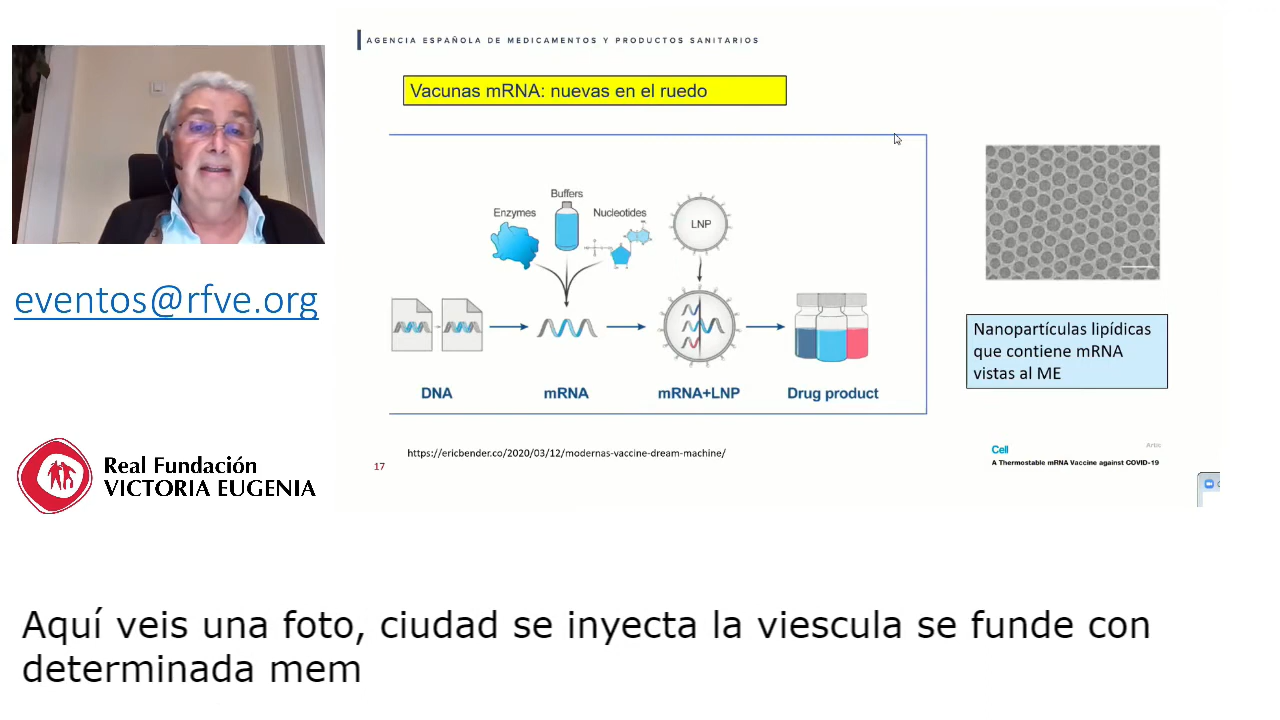 AGENCIA ESPAÑOLA DE MEDICAMENTOS Y PRODUCTOS SANITARIOS
Vacunas mRNA: nuevas en el ruedo
Buffers
Enzymes
Nucleotides
LNP
DNA
mRNA
mRNA+LNP
Drug product
Nanopartículas lipídicas
que contiene mRNA
vistas al ME
https://ericbender.co/2020/03/12/modernas-vaccine-dream-machine/
17
Cell
A Thermostable mRNA Vaccine against COVID-19
eventos@rfve.org
Real Fundación
VICTORIA EUGENIA
Aquí veis una foto, ciudad se inyecta la viescula se funde con
determinada mem